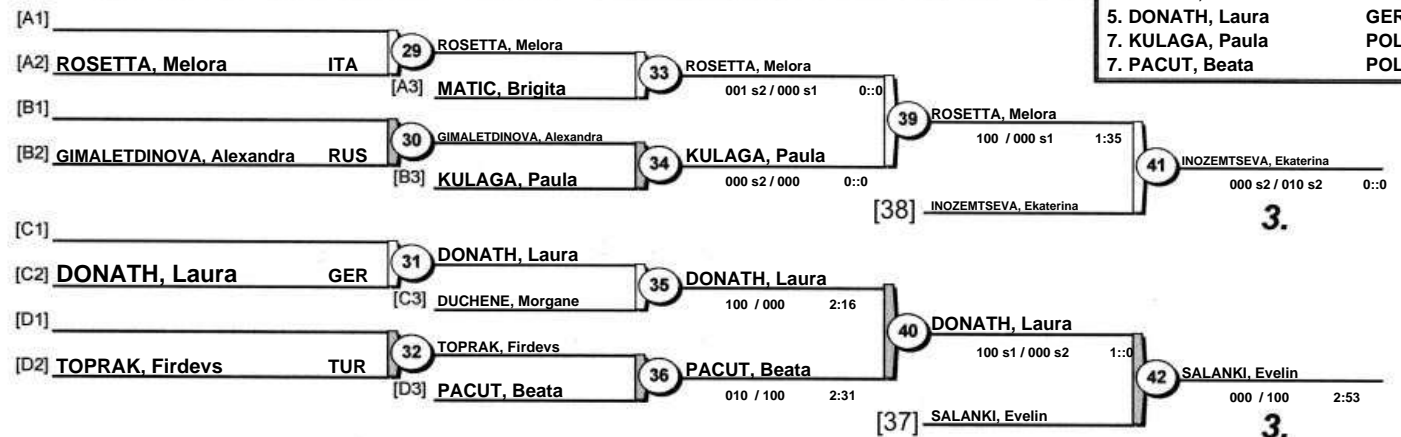 5. DONATH, Laura GER
7. KULAGA, Paula POL
7. PACUT, Beata POL
[A1]
[A2] ROSETTA, Melora ITA
29
ROSETTA, Melora
[A3] MATIC, Brigita
33
ROSETTA, Melora
001 s2 / 000 s1 0::0
[B1]
[B2] GIMALETDINOVA, Alexandra RUS
30
GIMALETDINOVA, Alexandra
[B3] KULAGA, Paula
34
KULAGA, Paula
000 s2 / 000 0::0
39
ROSETTA, Melora
100 / 000 s1 1:35
[38] INOZEMTSEVA, Ekaterina
41
INOZEMTSEVA, Ekaterina
000 s2 / 010 s2 0::0
3.
[C1]
[C2] DONATH, Laura GER
31
DONATH, Laura
[C3] DUCHENE, Morgane
35
DONATH, Laura
100 / 000 2:16
[D1]
[D2] TOPRAK, Firdevs TUR
32
TOPRAK, Firdevs
[D3] PACUT, Beata
36
PACUT, Beata
010 / 100 2:31
40
DONATH, Laura
100 s1 / 000 s2 1::0
[37] SALANKI, Evelin
42
SALANKI, Evelin
000 / 100 2:53
3.